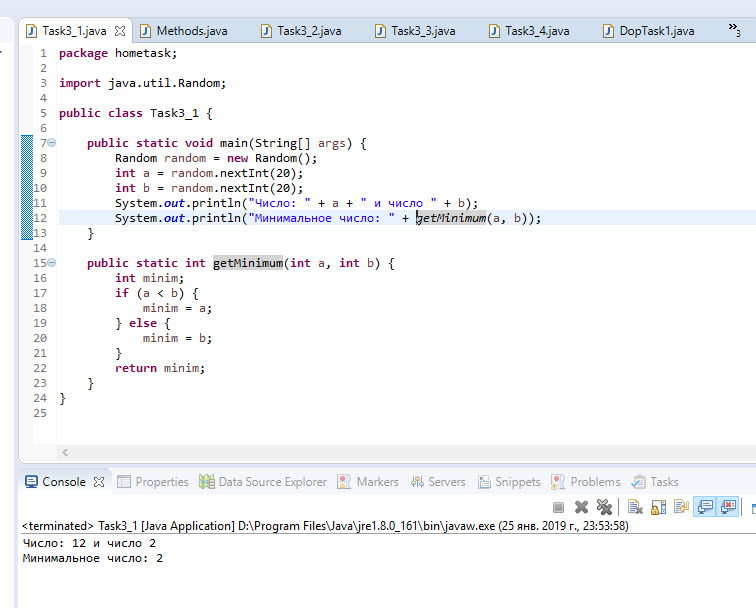 Task3_1.java Methods.java Task3_2.java Task3_3.java Task3_4.java DopTask1.java »3
1 package hometask;
2
3 import java.util.Random;
4
5 public class Task3_1 {
6
7 public static void main(String[] args) {
8 Random random = new Random();
9 int a = random.nextInt(20);
10 int b = random.nextInt(20);
11 System.out.println("Число: " + a + " и число " + b);
12 System.out.println("Минимальное число: " + getMinimum(a, b));
13 }
14
15 public static int getMinimum(int a, int b) {
16 int minim;
17 if (a < b) {
18 minim = a;
19 } else {
20 minim = b;
21 }
22 return minim;
23 }
24 }
25
Console Properties Data Source Explorer Markers Servers Snippets Problems Tasks
<terminated> Task3_1 [Java Application] D:\Program Files\Java\jre1.8.0_161\bin\javaw.exe (25 янв. 2019 г., 23:53:58)
Число: 12 и число 2
Минимальное число: 2